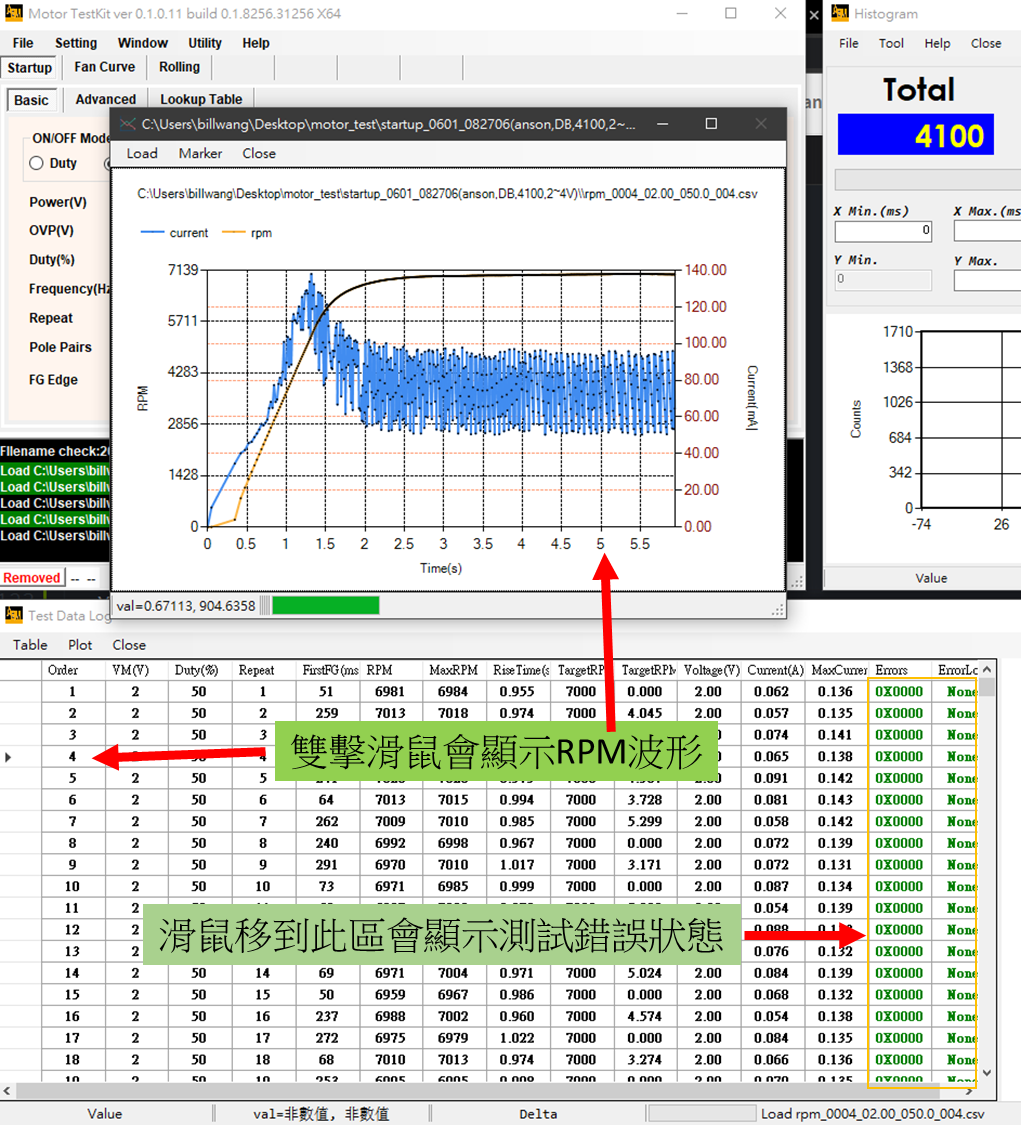 Motor TestKit ver 0.1.0.11 build 0.1.8256.31256 X64
File Setting Window Utility Help
Startup Fan Curve Rolling
Basic Advanced Lookup Table
ON/OFF Mode
Duty
Power(V)
OVP(V)
Duty(%)
Frequency(Hz
Repeat
Pole Pairs
FG Edge
FIlename check:20
Load C:\Users\billw
Load C:\Users\billw
Load C:\Users\billw
Load C:\Users\billw
Load C:\Users\billw
Removed -- --
C:\Users\billwang\Desktop\motor_test\startup_0601_082706(anson,DB,4100,2~...
Load Marker Close
C:\Users\billwang\Desktop\motor_test\startup_0601_082706(anson,DB,4100,2~4V)\\rpm_0004_02.00_050.0_004.csv
current rpm
7139 140.00
120.00
5711
100.00
4283
80.00
60.00
2856
40.00
1428
20.00
0 0.00
RPM
Current[mA]
0 0.5 1 1.5 2 2.5 3 3.5 4 4.5 5 5.5
Time(s)
val=0.67113, 904.6358
Histogram
File Tool Help Close
Total
4100
X Min.(ms) X Max.(ms
0
Y Min. Y Max.
0
1710
1368
1026
684
342
0
Counts
-74 26
Value
Test Data Log
Table Plot Close
Order VM(V) Duty(%) Repeat FirstFG(ms RPM MaxRPM RiseTime(s TargetRP TargetRPM Voltage(V) Current(A) MaxCurrer Errors ErrorLo
1 2 50 1 51 6981 6984 0.955 7000 0.000 2.00 0.062 0.136 0X0000 None
2 2 50 2 259 7013 7018 0.974 7000 4.045 2.00 0.057 0.135 0X0000 None
3 2 50 3 0.074 0.141 0X0000 None
4 2 50 4 0.065 0.138 0X0000 None
雙擊滑鼠會顯示RPM波形
5 2 50 5 0.091 0.142 0X0000 None
6 2 50 6 64 7013 7015 0.994 7000 3.728 2.00 0.081 0.143 0X0000 None
7 2 50 7 262 7009 7010 0.985 7000 5.299 2.00 0.058 0.142 0X0000 None
8 2 50 8 240 6992 6998 0.967 7000 0.000 2.00 0.072 0.139 0X0000 None
9 2 50 9 291 6970 7010 1.017 7000 3.171 2.00 0.072 0.131 0X0000 None
10 2 50 10 73 6971 6985 0.999 7000 0.000 2.00 0.087 0.134 0X0000 None
11 0.054 0.139 0X0000 None
12 0X0000 None
滑鼠移到此區會顯示測試錯誤狀態
13 0.076 0.132 0X0000 None
14 2 50 14 69 6971 7004 0.971 7000 5.024 2.00 0.084 0.139 0X0000 None
15 2 50 15 50 6959 6967 0.986 7000 0.000 2.00 0.068 0.132 0X0000 None
16 2 50 16 237 6988 7002 0.960 7000 4.574 2.00 0.054 0.138 0X0000 None
17 2 50 17 272 6975 6979 1.022 7000 0.000 2.00 0.084 0.135 0X0000 None
18 2 50 18 68 7010 7013 0.974 7000 3.274 2.00 0.066 0.136 0X0000 None
Value val=非數值, 非數值 Delta Load rpm_0004_02.00_050.0_004.csv